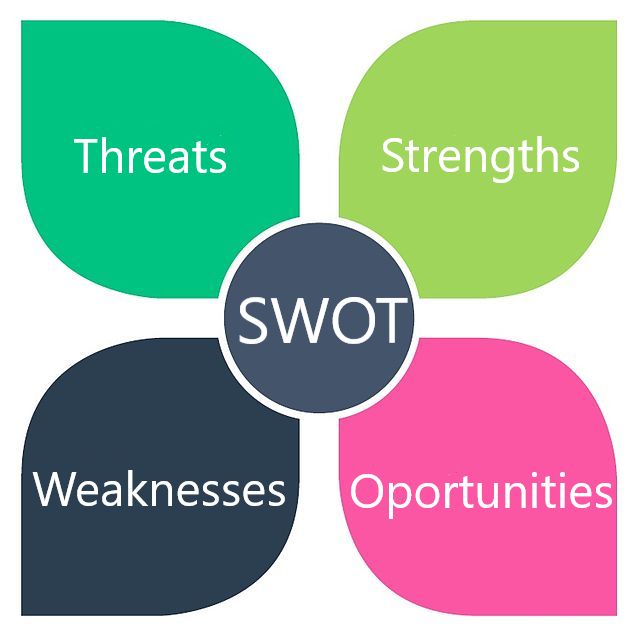 Threats
Strengths
SWOT
Weaknesses
Oportunities